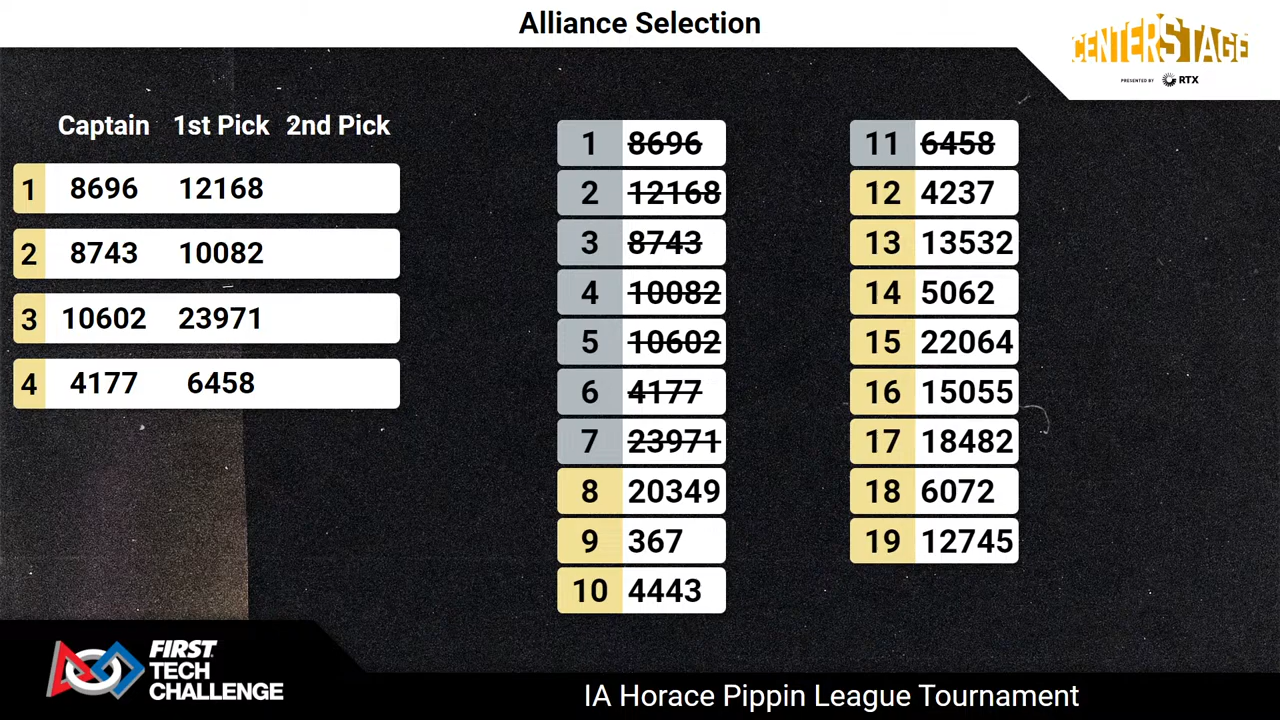 Alliance Selection
CENTERSTAGE
PRESENTED BY RTX
Captain 1st Pick 2nd Pick
1 8696 12168
2 8743 10082
3 10602 23971
4 4177 6458
1 8696
2 12168
3 8743
4 10082
5 10602
6 4177
7 23971
8 20349
9 367
10 4443
11 6458
12 4237
13 13532
14 5062
15 22064
16 15055
17 18482
18 6072
19 12745
FIRST
TECH
CHALLENGE
IA Horace Pippin League Tournament